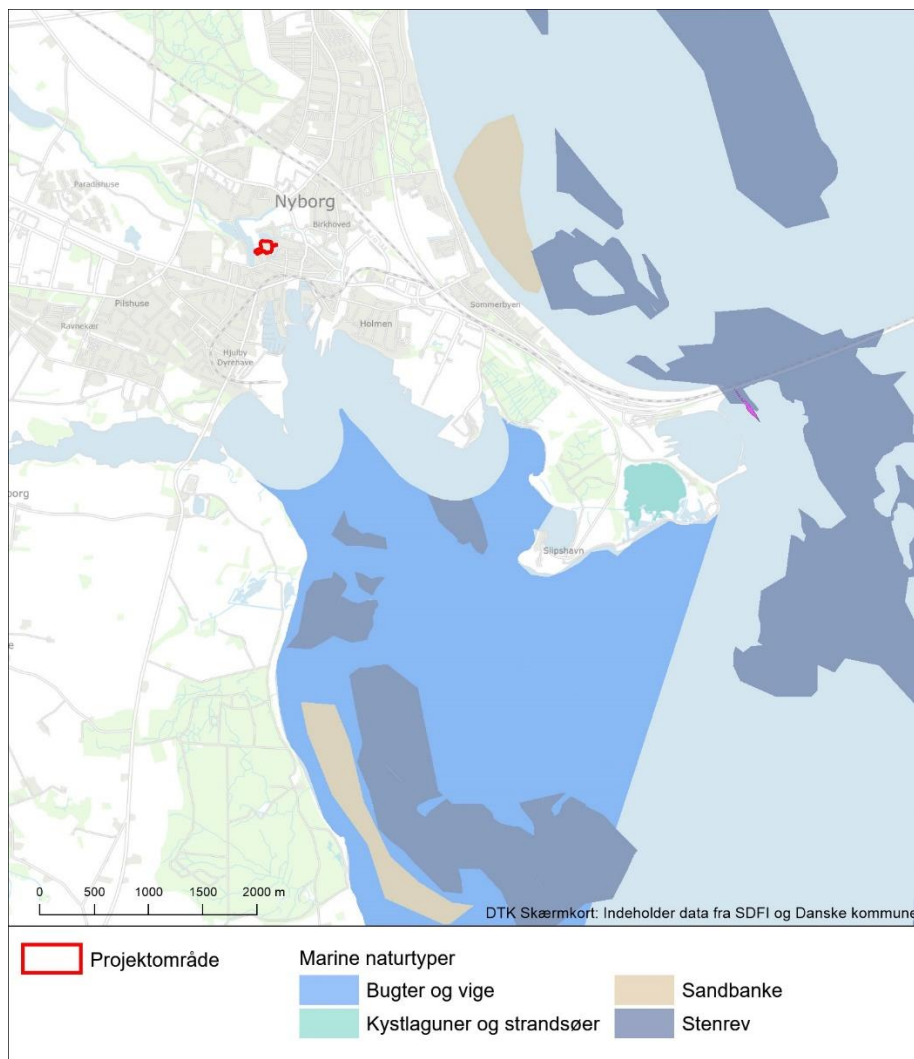 Paradishuse
Nyborg
Birkhoved
Pilshuse
Sommerbyen
Ravnekær
Holmen
Hjulby
Dyrehave
borg
Slipshavn
0 500 1000 1500 2000 m
DTK Skærmkort: Indeholder data fra SDFI og Danske kommune
Projektområde
Marine naturtyper
Bugter og vige
Sandbanke
Kystlaguner og strandsøer
Stenrev